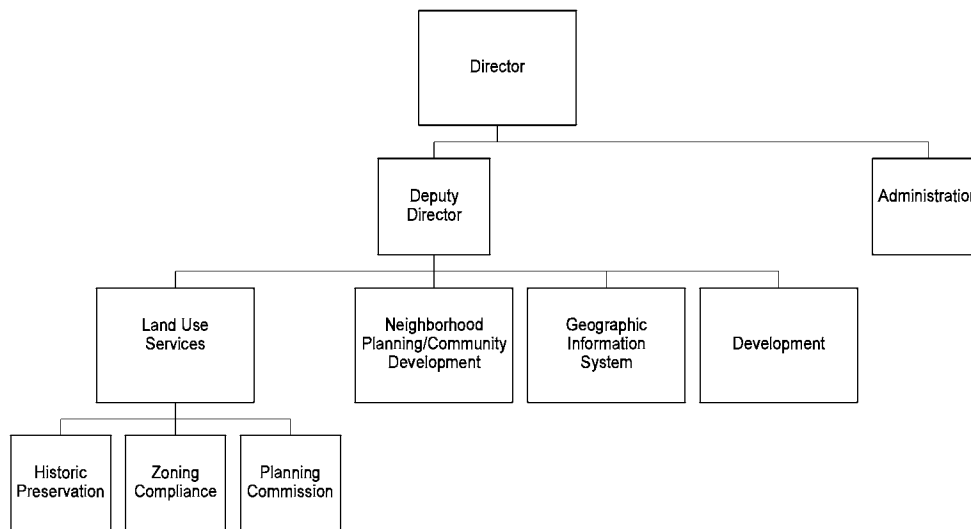 Director
Deputy
Director
Administration
Land Use
Services
Neighborhood
Planning/Community
Development
Geographic
Information
System
Development
Historic
Preservation
Zoning
Compliance
Planning
Commission